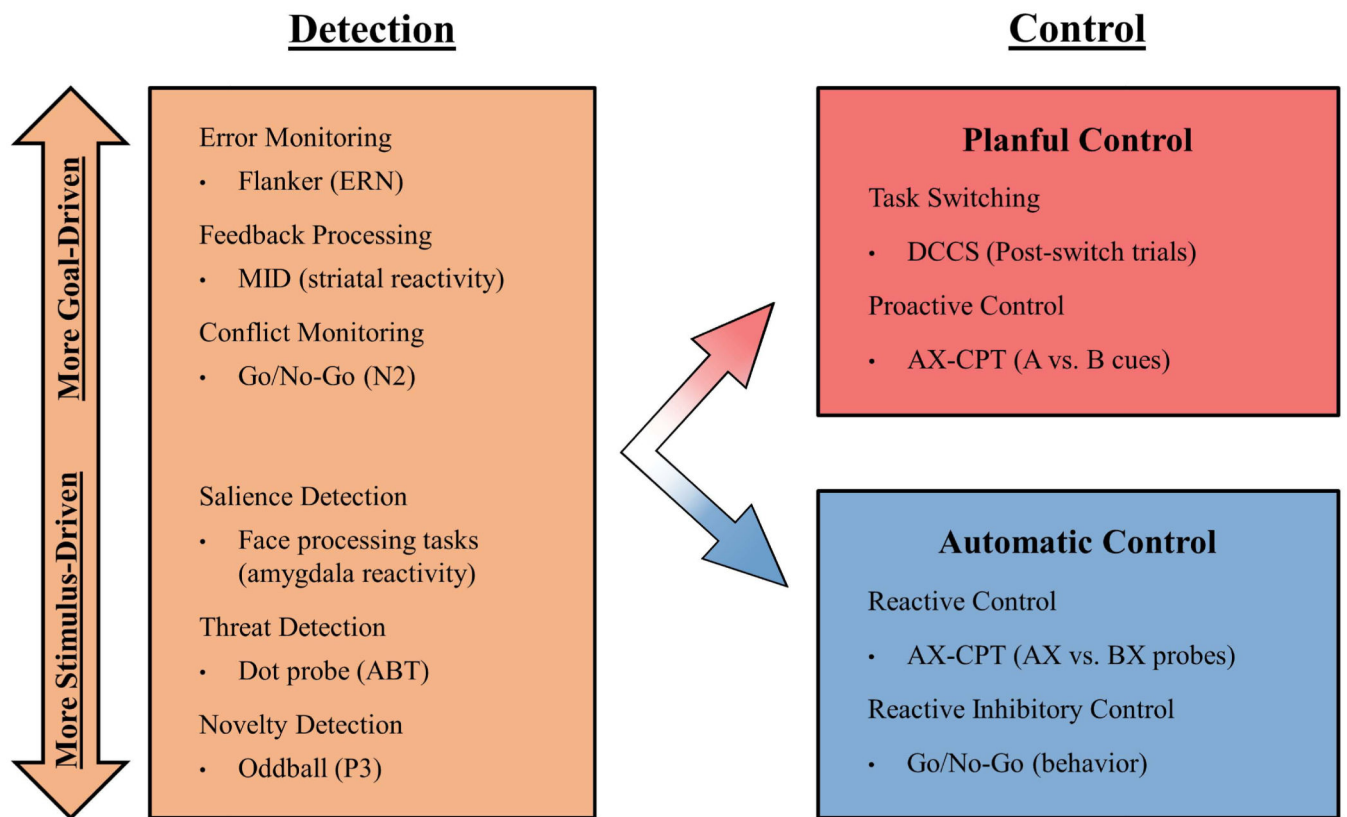 Detection
Control
More Goal-Driven
More Stimulus-Driven
Error Monitoring
• Flanker (ERN)
Feedback Processing
• MID (striatal reactivity)
Conflict Monitoring
• Go/No-Go (N2)
Salience Detection
• Face processing tasks
(amygdala reactivity)
Threat Detection
• Dot probe (ABT)
Novelty Detection
• Oddball (P3)
Planful Control
Task Switching
• DCCS (Post-switch trials)
Proactive Control
• AX-CPT (A vs. B cues)
Automatic Control
Reactive Control
• AX-CPT (AX vs. BX probes)
Reactive Inhibitory Control
• Go/No-Go (behavior)